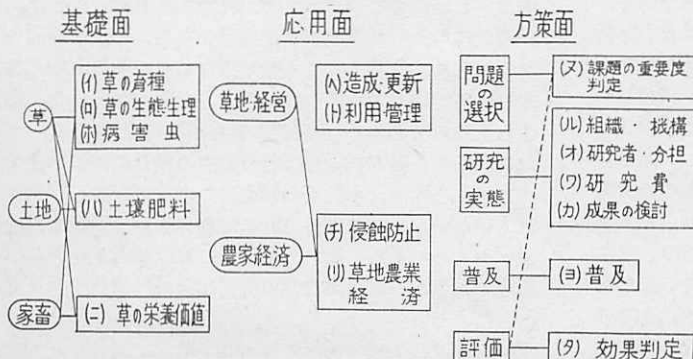 基礎面
草
(イ) 草の育種
(ロ) 草の生態・生理
(ホ) 病害虫
土地
(ハ) 土壌肥料
家畜
(ニ) 草の栄養価値
応用面
草地・経営
(ヘ) 造成・更新
(ト) 利用・管理
農家経済
(チ) 侵蝕防止
(リ) 草地農業
経済
方策面
問題
の
選択
(ヌ) 課題の重要度
判定
研究
の
実態
(ル) 組織・機構
(オ) 研究者・分担
(ワ) 研究費
(カ) 成果の検討
普及
(ヨ) 普及
評価
(タ) 効果判定